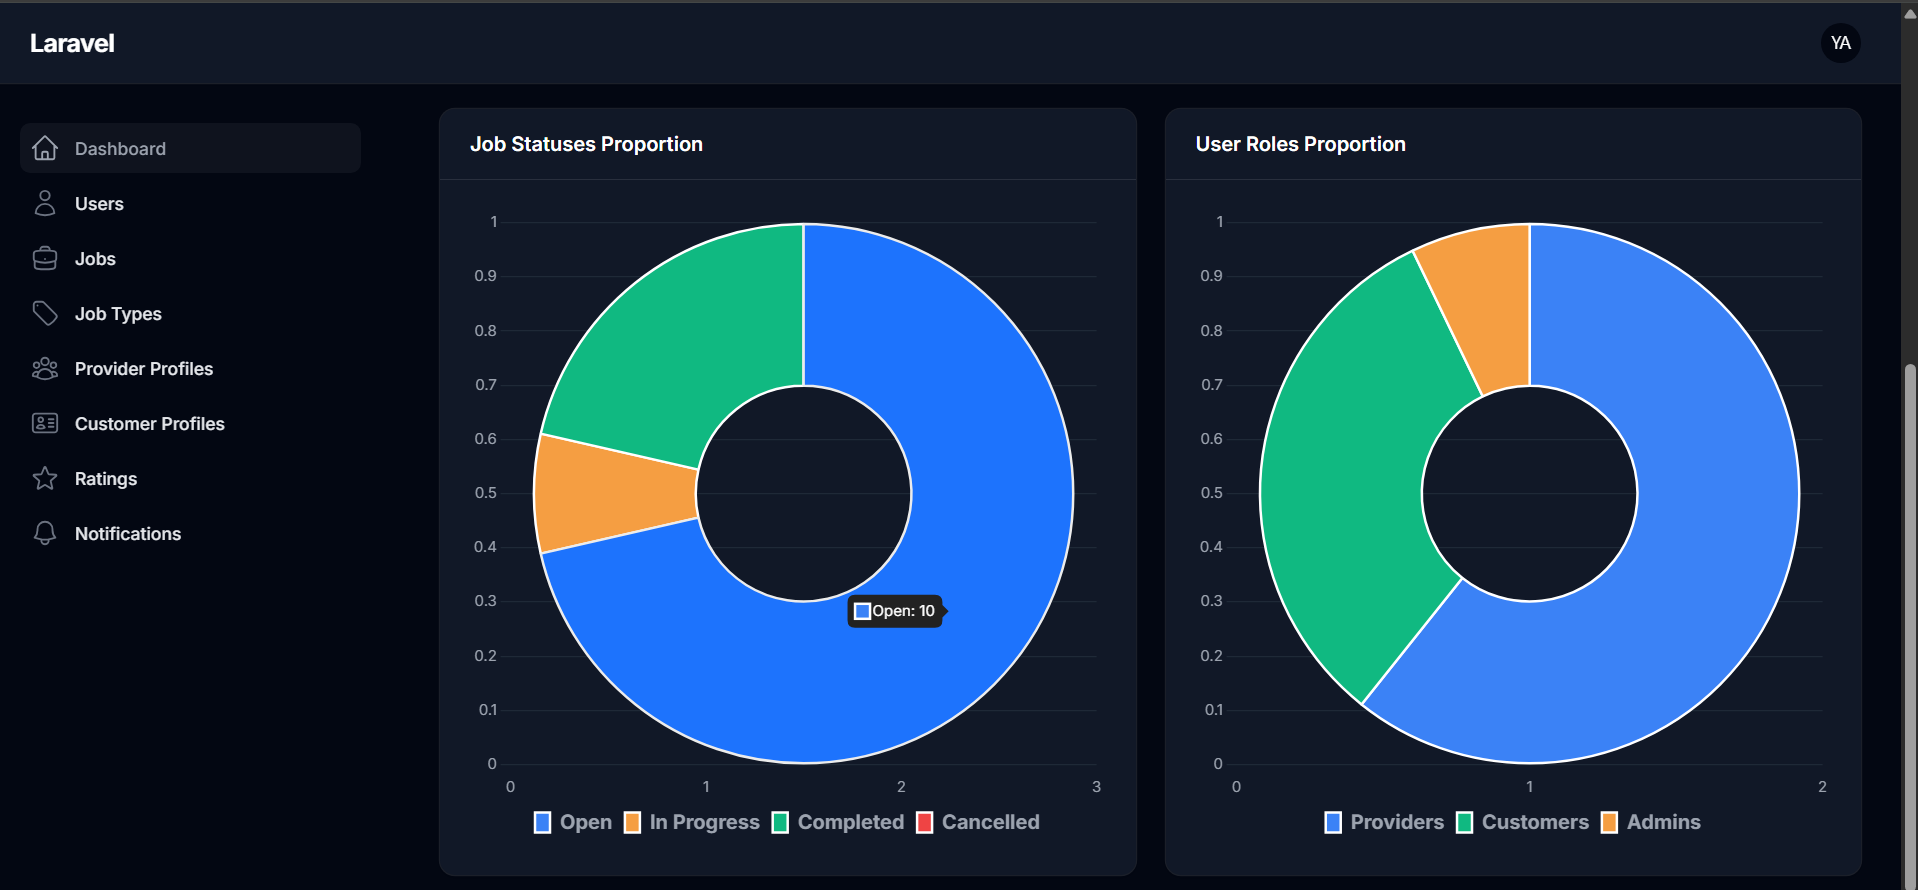 Laravel
YA
Dashboard
Users
Jobs
Job Types
Provider Profiles
Customer Profiles
Ratings
Notifications
Job Statuses Proportion
1
0.9
0.8
0.7
0.6
0.5
0.4
0.3
0.2
0.1
0
0 1 2 3
Open: 10
Open In Progress Completed Cancelled
User Roles Proportion
1
0.9
0.8
0.7
0.6
0.5
0.4
0.3
0.2
0.1
0
0 1 2
Providers Customers Admins